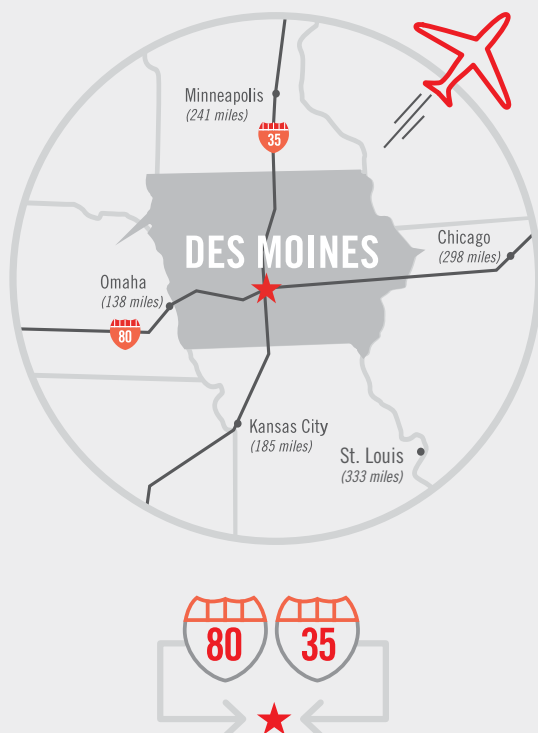 Minneapolis
(241 miles)
35
DES MOINES
Chicago
(298 miles)
Omaha
(138 miles)
80
Kansas City
(185 miles)
St. Louis
(333 miles)
80
35